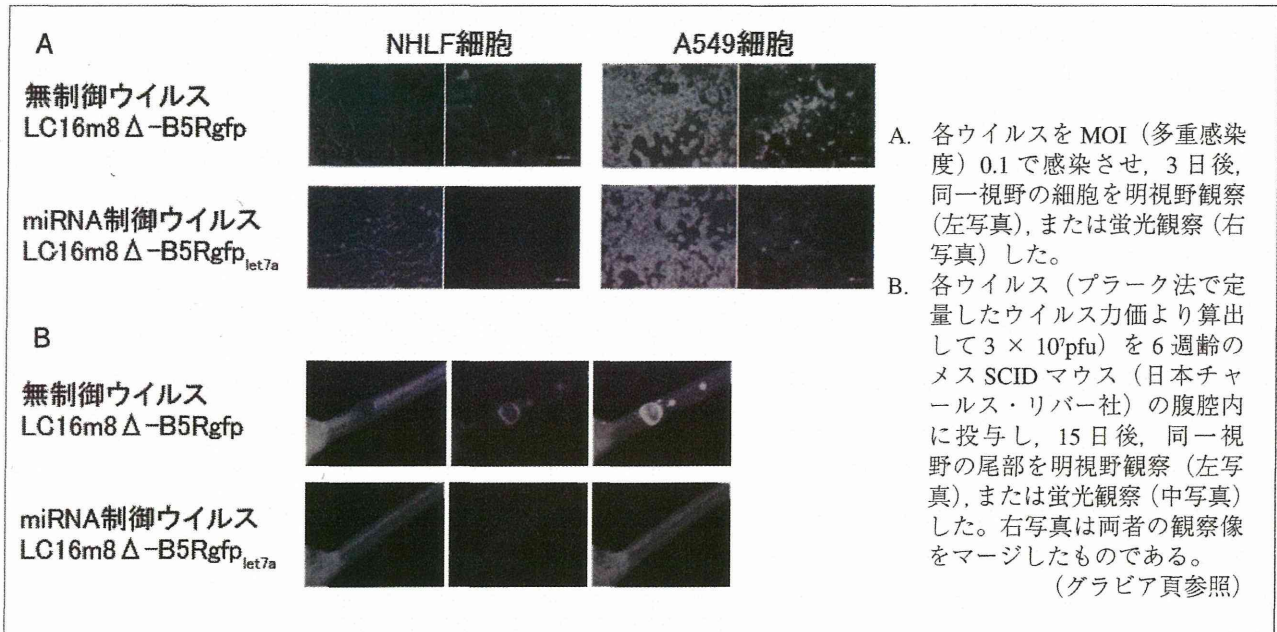 A
NHLF細胞
A549細胞
無制御ウイルス
LC16m8Δ-B5Rgfp
miRNA制御ウイルス
LC16m8Δ-B5Rgfp let7a
B
無制御ウイルス
LC16m8Δ-B5Rgfp
miRNA制御ウイルス
LC16m8Δ-B5Rgfp let7a
A. 各ウイルスを MOI（多重感染
度）0.1 で感染させ, 3 日後,
同一視野の細胞を明視野観察
（左写真), または蛍光観察（右
写真）した。
B. 各ウイルス（プラーク法で定
量したウイルス力価より算出
して 3 × 10⁷pfu）を 6 週齢の
メス SCID マウス（日本チャ
ールス・リバー社）の腹腔内
に投与し, 15 日後, 同一視
野の尾部を明視野観察（左写
真), または蛍光観察（中写真）
した。右写真は両者の観察像
をマージしたものである。
（グラビア頁参照）